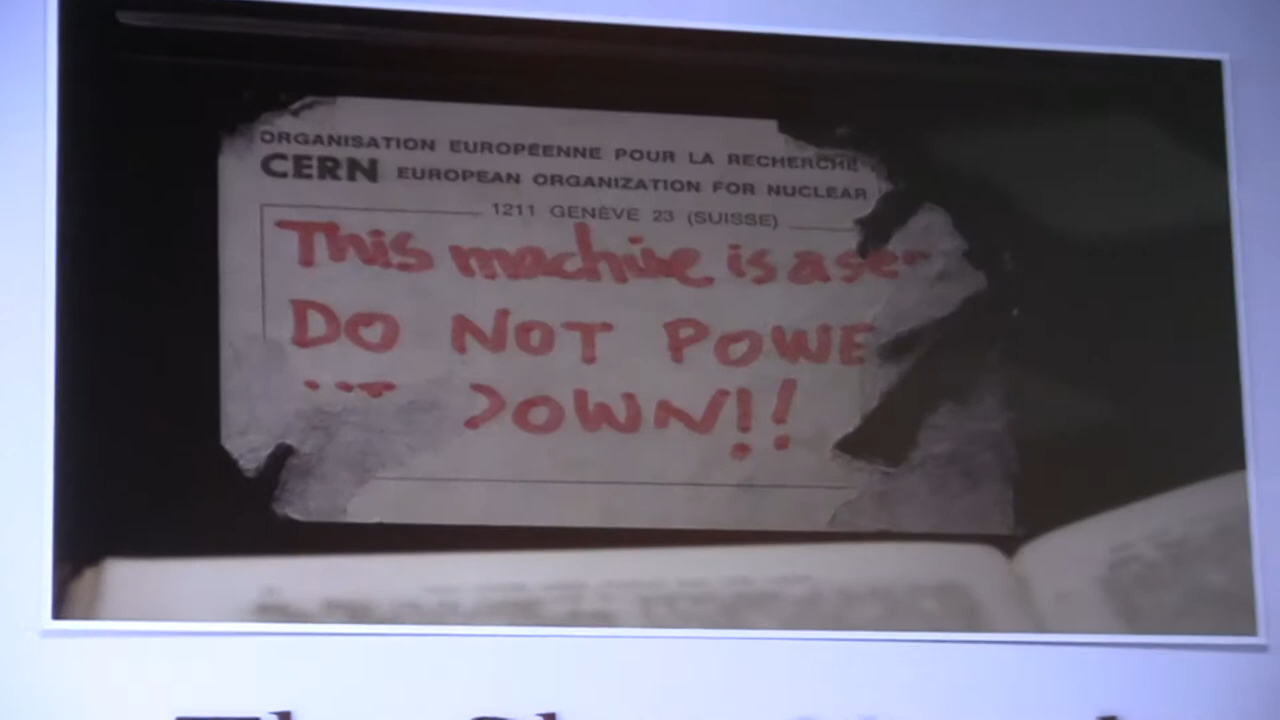 ORGANISATION EUROPÉENNE POUR LA RECHERCHE
CERN EUROPEAN ORGANIZATION FOR NUCLEAR
1211 GENÈVE 23 (SUISSE)
This machine is a se
DO NOT POWE
DOWN!!
The